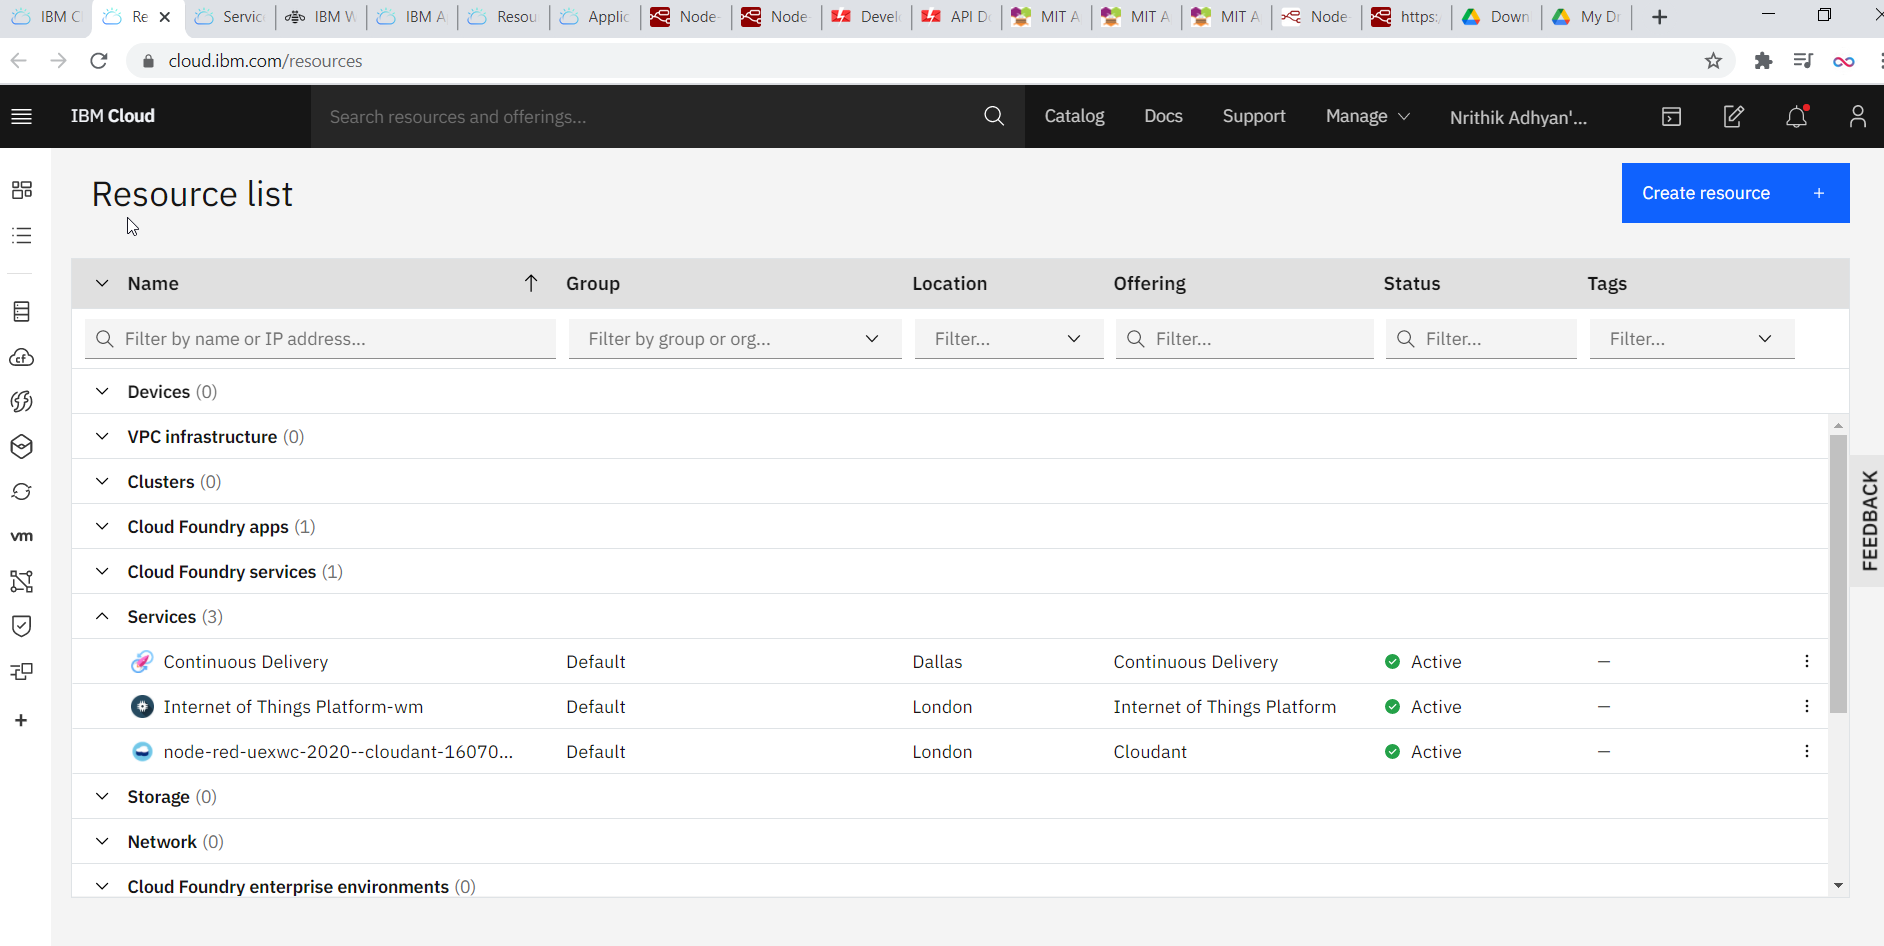 IBM C
Re
Servic
IBM W
IBM A
Resou
Applic
Node-
Node-
Devel
API D
MIT A
MIT A
MIT A
Node-
https:/
Down
My Dr
cloud.ibm.com/resources
IBM Cloud
Search resources and offerings...
Catalog
Docs
Support
Manage
Nrithik Adhyan'...
Resource list
Create resource +
Name Group Location Offering Status Tags
Filter by name or IP address... Filter by group or org... Filter... Filter... Filter... Filter...
Devices (0)
VPC infrastructure (0)
Clusters (0)
Cloud Foundry apps (1)
Cloud Foundry services (1)
Services (3)
Continuous Delivery Default Dallas Continuous Delivery Active —
Internet of Things Platform-wm Default London Internet of Things Platform Active —
node-red-uexwc-2020--cloudant-16070... Default London Cloudant Active —
Storage (0)
Network (0)
Cloud Foundry enterprise environments (0)
cf
vm
FEEDBACK